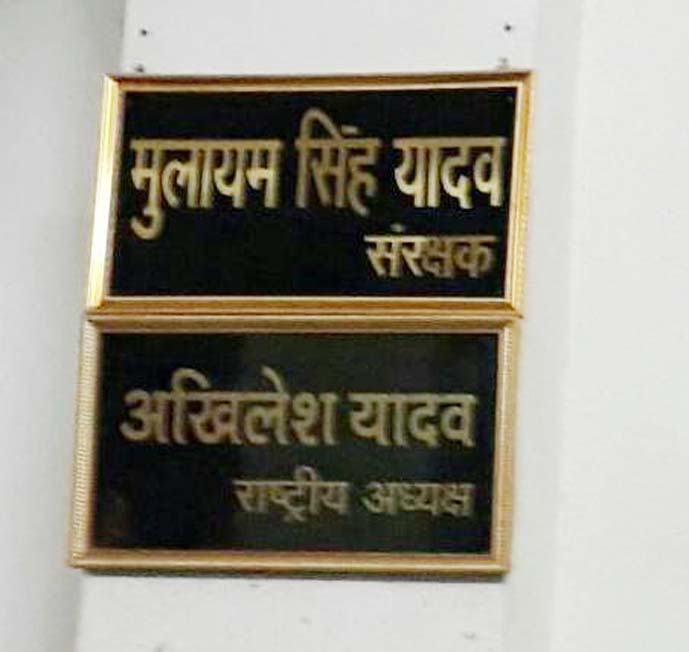 मुलायम सिंह यादव
संरक्षक
अखिलेश यादव
राष्ट्रीय अध्यक्ष